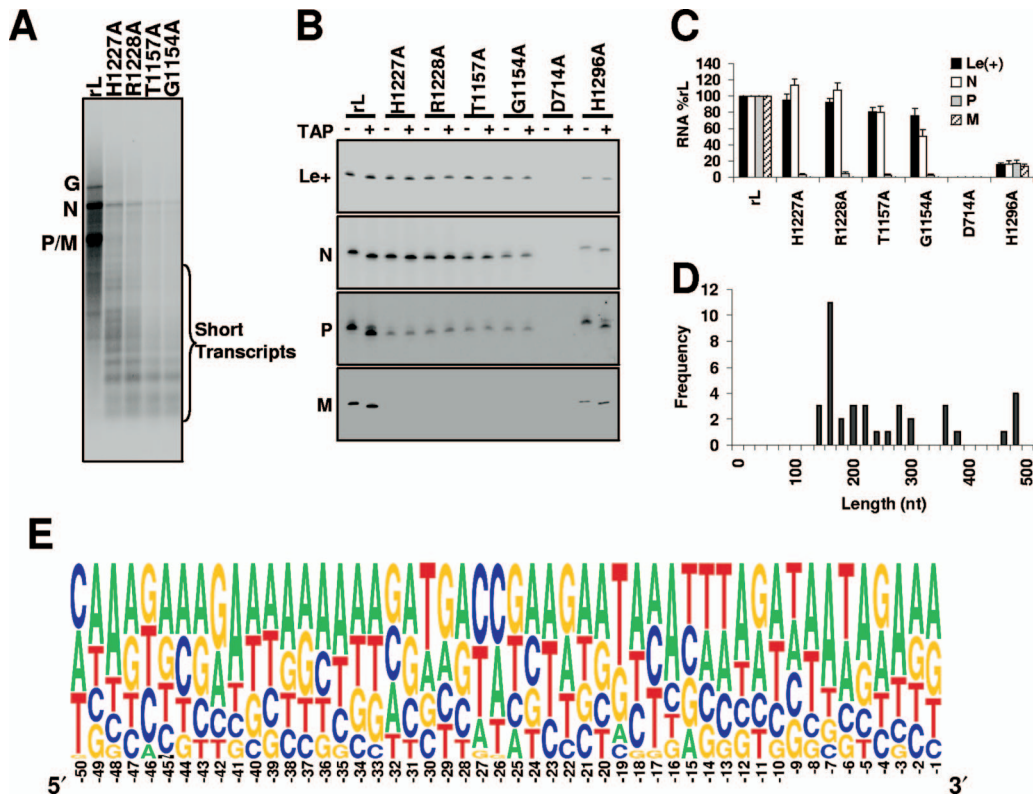 A
rL H1227A R1228A T1157A G1154A
G
N
P/M
Short
Transcripts
B
rL H1227A R1228A T1157A G1154A D714A H1296A
TAP - + - + - + - + - + - + - +
Le+
N
P
M
C
Le(+)
N
P
M
RNA %rL
140
120
100
80
60
40
20
0
rL H1227A R1228A T1157A G1154A D714A H1296A
D
Frequency
12
10
8
6
4
2
0
0 100 200 300 400 500
Length (nt)
E
CAAAGAAAGAAAAAAAAAGATGACCGAAGAATAAATTTAGATAATAGAAA
-50 -49 -48 -47 -46 -45 -44 -43 -42 -41 -40 -39 -38 -37 -36 -35 -34 -33 -32 -31 -30 -29 -28 -27 -26 -25 -24 -23 -22 -21 -20 -19 -18 -17 -16 -15 -14 -13 -12 -11 -10 -9 -8 -7 -6 -5 -4 -3 -2 -1
5′ 3′